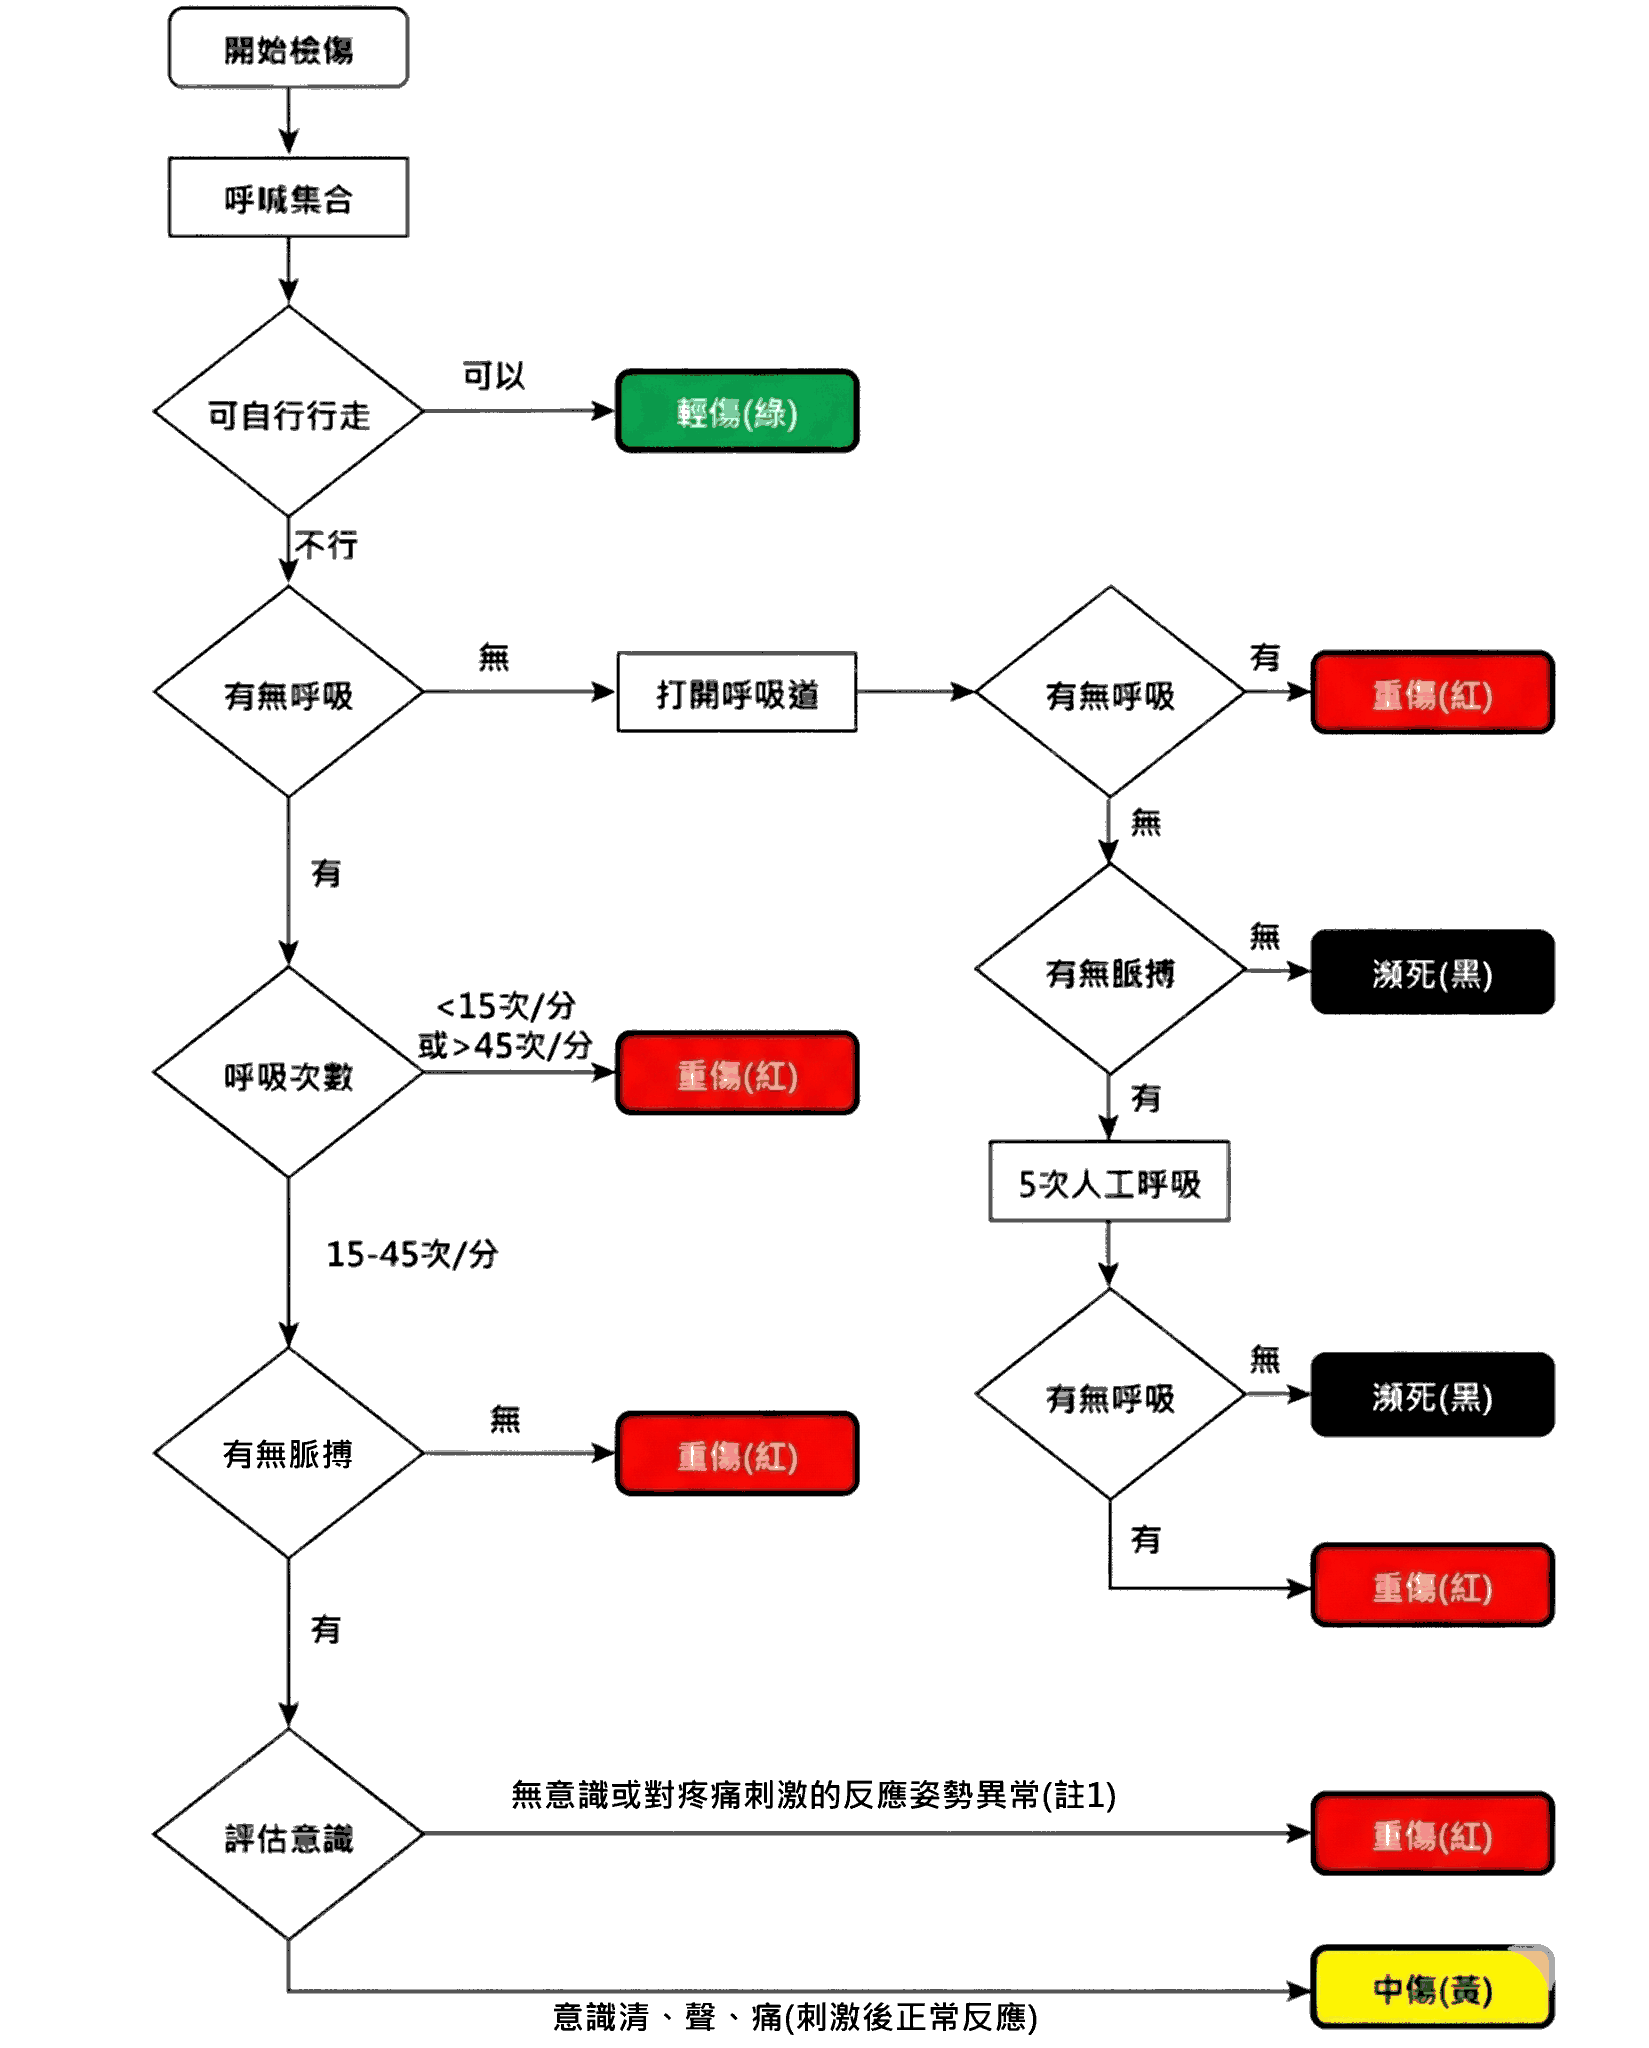 開始檢傷
呼喊集合
可自行行走
可以
輕傷(綠)
不行
有無呼吸
無
打開呼吸道
有無呼吸
有
重傷(紅)
無
有
有無脈搏
無
瀕死(黑)
呼吸次數
<15次/分
或>45次/分
重傷(紅)
有
5次人工呼吸
15-45次/分
有無呼吸
無
瀕死(黑)
有無脈搏
無
重傷(紅)
有
重傷(紅)
有
評估意識
無意識或對疼痛刺激的反應姿勢異常(註1)
重傷(紅)
中傷(黃)
意識清、聲、痛(刺激後正常反應)